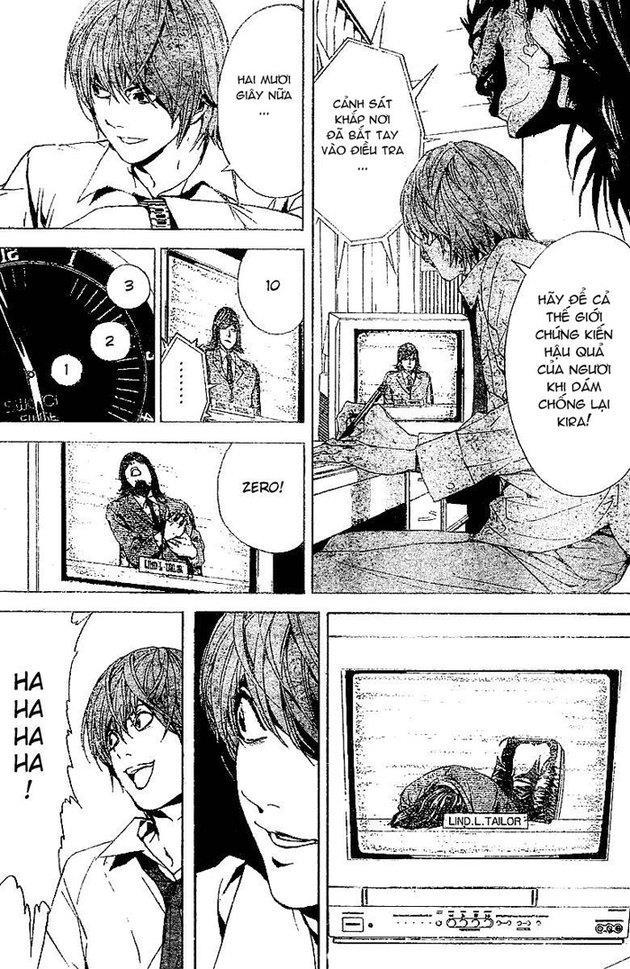 CẢNH SÁT
KHẮP NƠI
ĐÃ BẮT TAY
VÀO ĐIỀU TRA
...
HÃY ĐỂ CẢ
THẾ GIỚI
CHỨNG KIẾN
HẬU QUẢ
CỦA NGƯƠI
KHI DÁM
CHỐNG LẠI
KIRA!
HAI MƯƠI
GIÂY NỮA
...
10
......
3
2
1
ZERO!
LIND.L.TAILOR
LIND.L.TAILOR
HA
HA
HA
HA
!